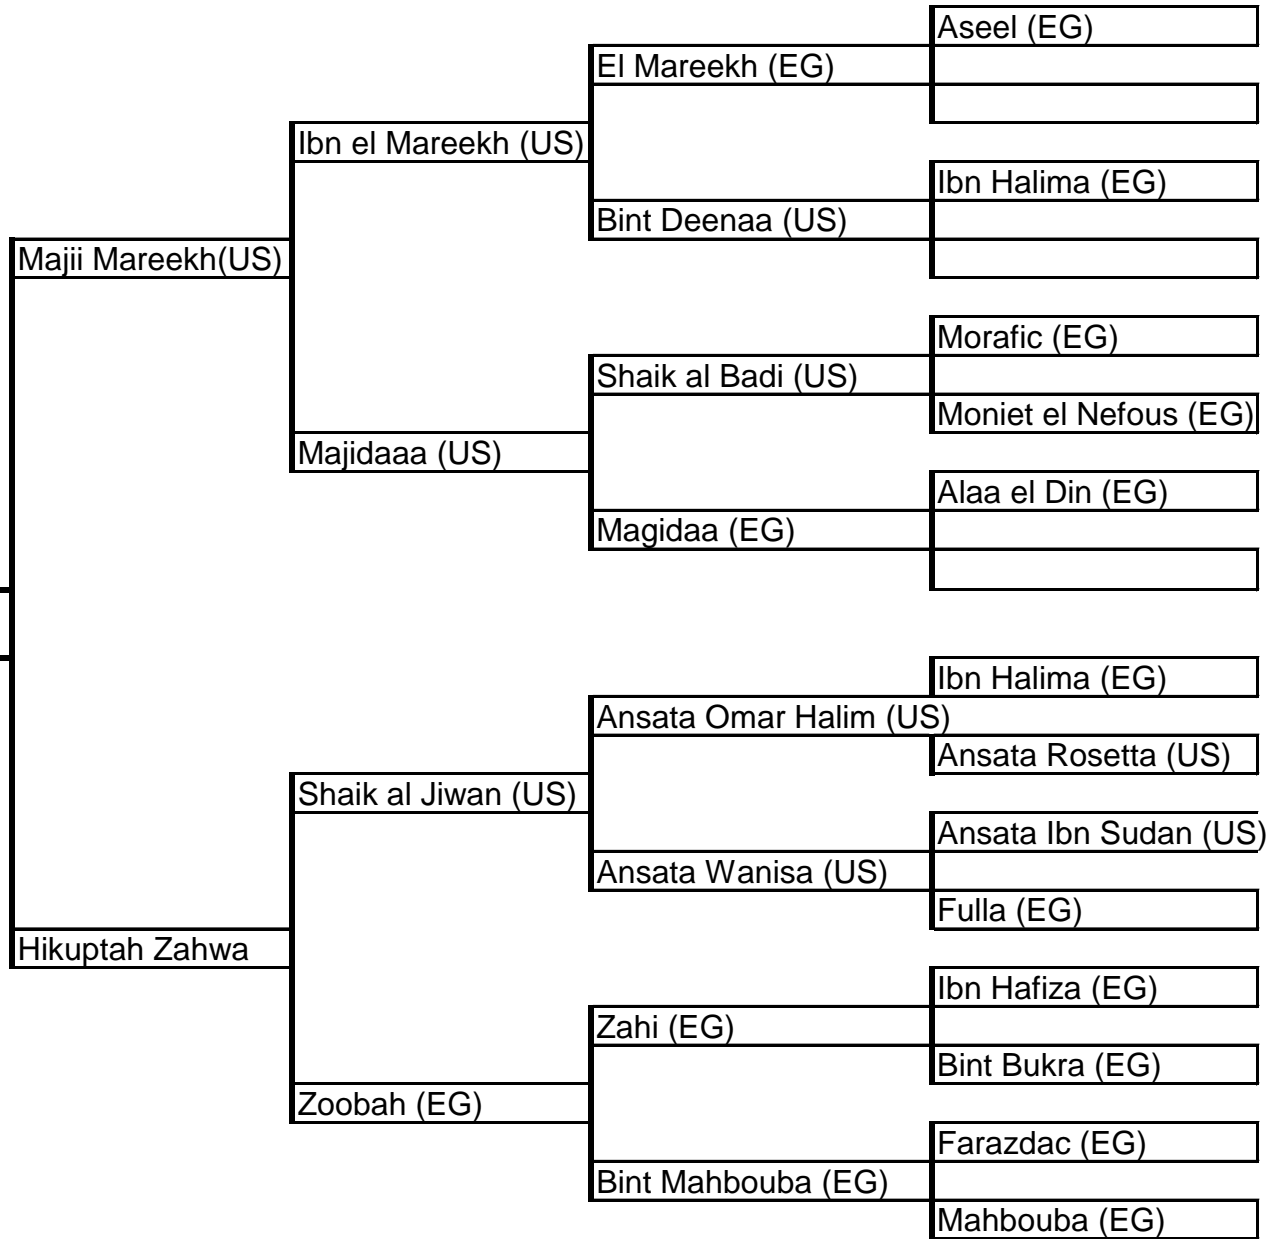 Aseel (EG)
El Mareekh (EG)
Ibn el Mareekh (US)
Ibn Halima (EG)
Bint Deenaa (US)
Majii Mareekh(US)
Morafic (EG)
Shaik al Badi (US)
Moniet el Nefous (EG)
Majidaaa (US)
Alaa el Din (EG)
Magidaa (EG)
Ibn Halima (EG)
Ansata Omar Halim (US)
Ansata Rosetta (US)
Shaik al Jiwan (US)
Ansata Ibn Sudan (US)
Ansata Wanisa (US)
Fulla (EG)
Hikuptah Zahwa
Ibn Hafiza (EG)
Zahi (EG)
Bint Bukra (EG)
Zoobah (EG)
Farazdac (EG)
Bint Mahbouba (EG)
Mahbouba (EG)